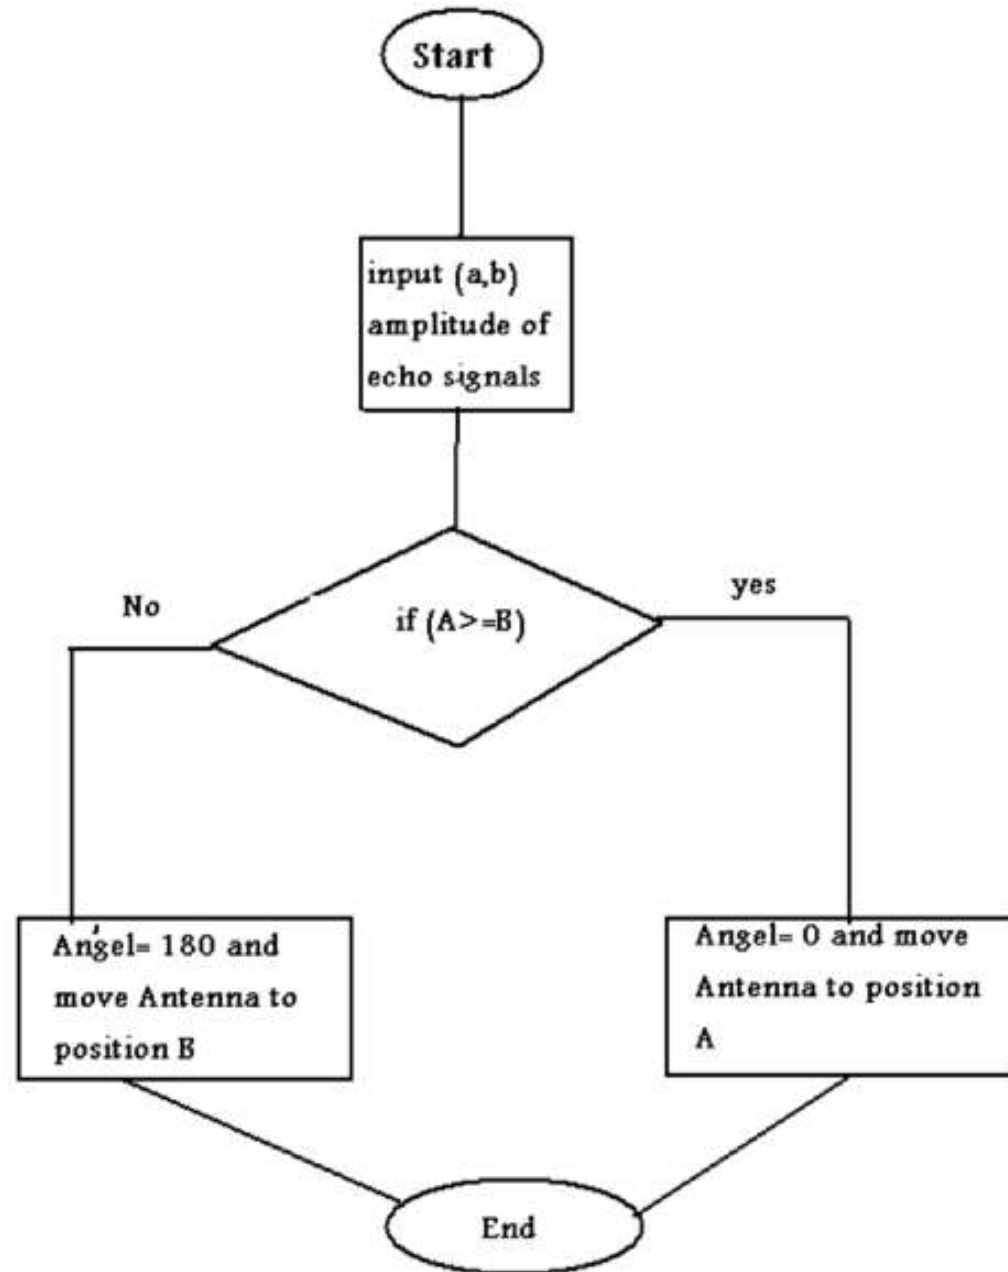 Start
input (a,b)
amplitude of
echo signals
No
yes
if (A>=B)
Angel= 180 and
move Antenna to
position B
Angel= 0 and move
Antenna to position
A
End